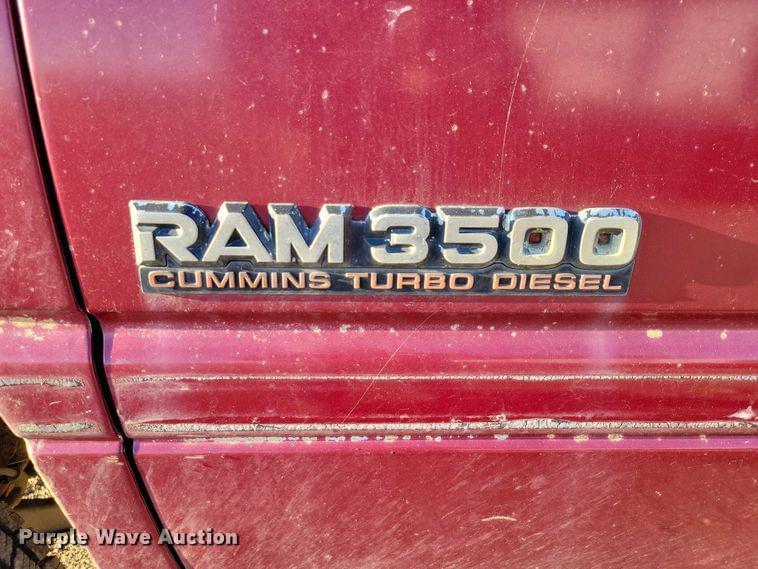 RAM 3500
CUMMINS TURBO DIESEL
Purple Wave Auction